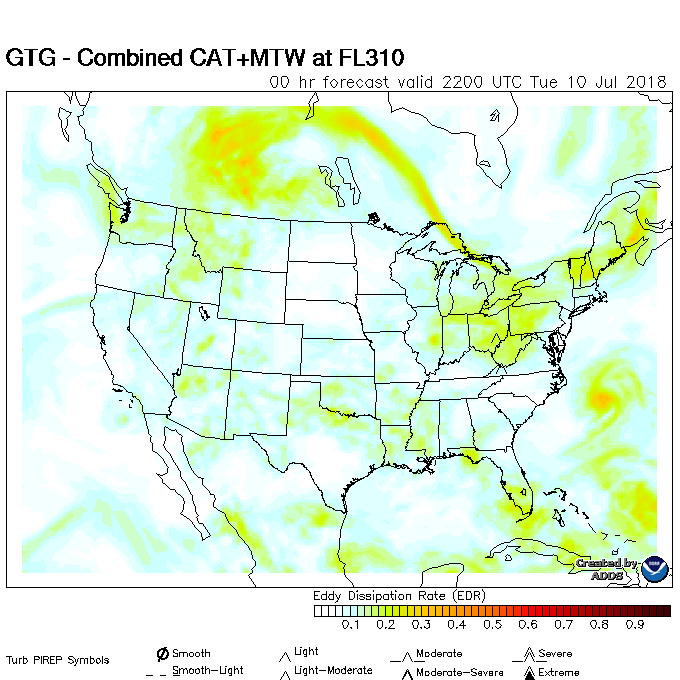 GTG - Combined CAT+MTW at FL310
00 hr forecast valid 2200 UTC Tue 10 Jul 2018
Created by
ADDS
Eddy Dissipation Rate (EDR)
0.1 0.2 0.3 0.4 0.5 0.6 0.7 0.8 0.9
Turb PIREP Symbols
Smooth Light Moderate Severe
Smooth-Light Light-Moderate Moderate-Severe Extreme